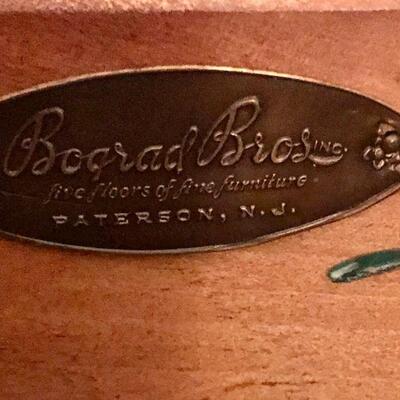 Bograd Bros. INC.
five floors of fine furniture
PATERSON, N.J.